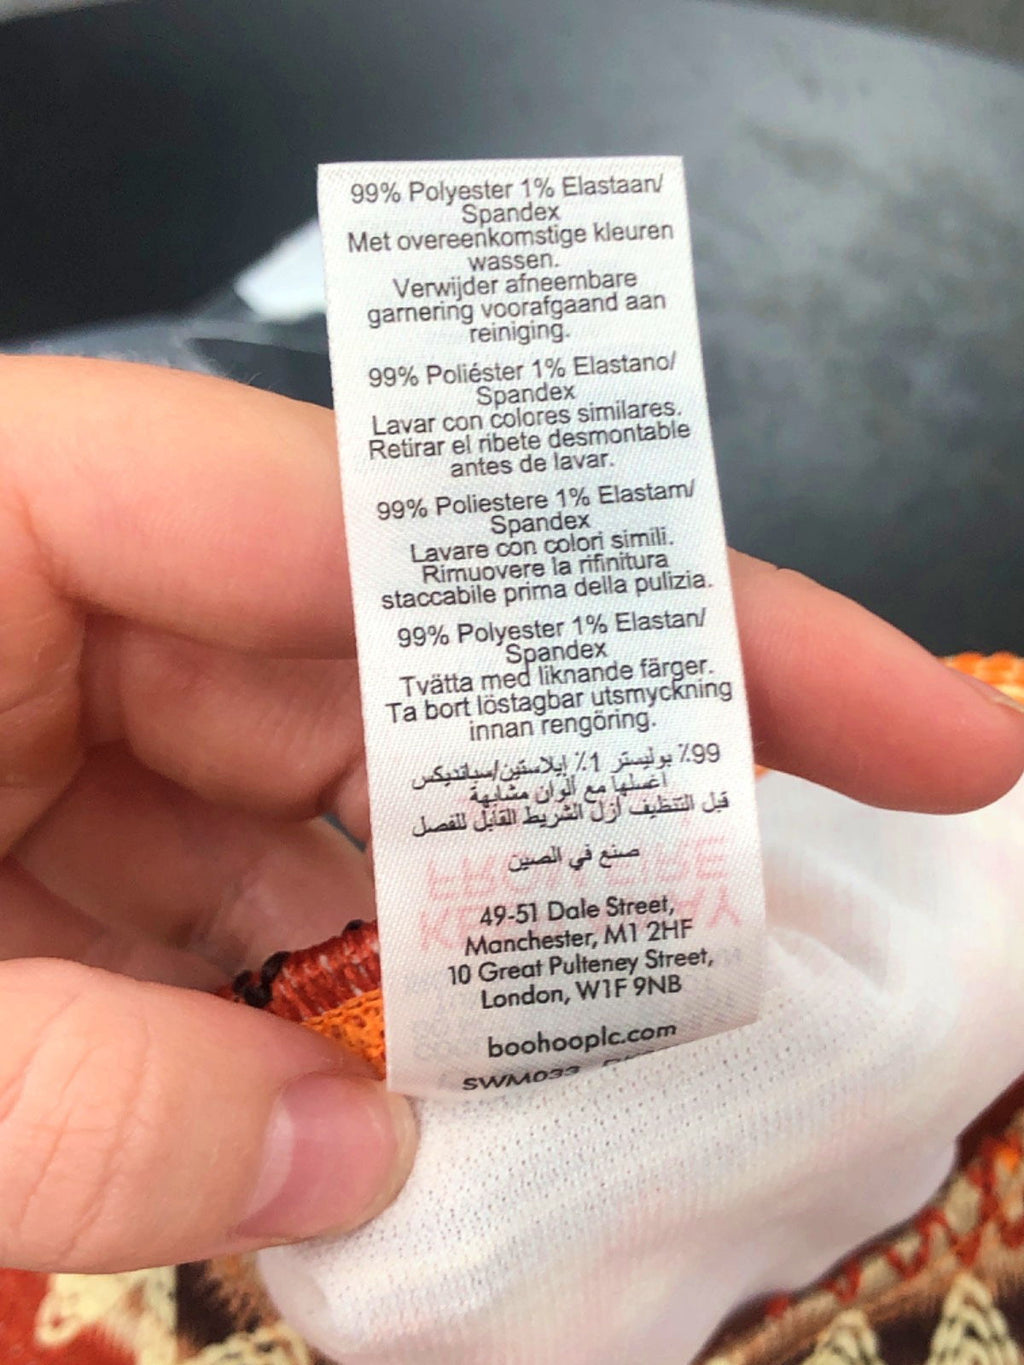 99% Polyester 1% Elastaan/
Spandex
Met overeenkomstige kleuren
wassen.
Verwijder afneembare
garnering voorafgaand aan
reiniging.
99% Poliéster 1% Elastano/
Spandex
Lavar con colores similares.
Retirar el ribete desmontable
antes de lavar.
99% Poliestere 1% Elastam/
Spandex
Lavare con colori simili.
Rimuovere la rifinitura
staccabile prima della pulizia.
99% Polyester 1% Elastan/
Spandex
Tvätta med liknande färger.
Ta bort löstagbar utsmyckning
innan rengöring.
99٪ بوليستر 1٪ إيلاستين/سباندیکس
اغسلها مع ألوان مشابهة
قبل التنظيف أزل الشريط القابل للفصل
صنع في الصين
49-51 Dale Street,
Manchester, M1 2HF
10 Great Pulteney Street,
London, W1F 9NB
boohooplc.com
SWM033